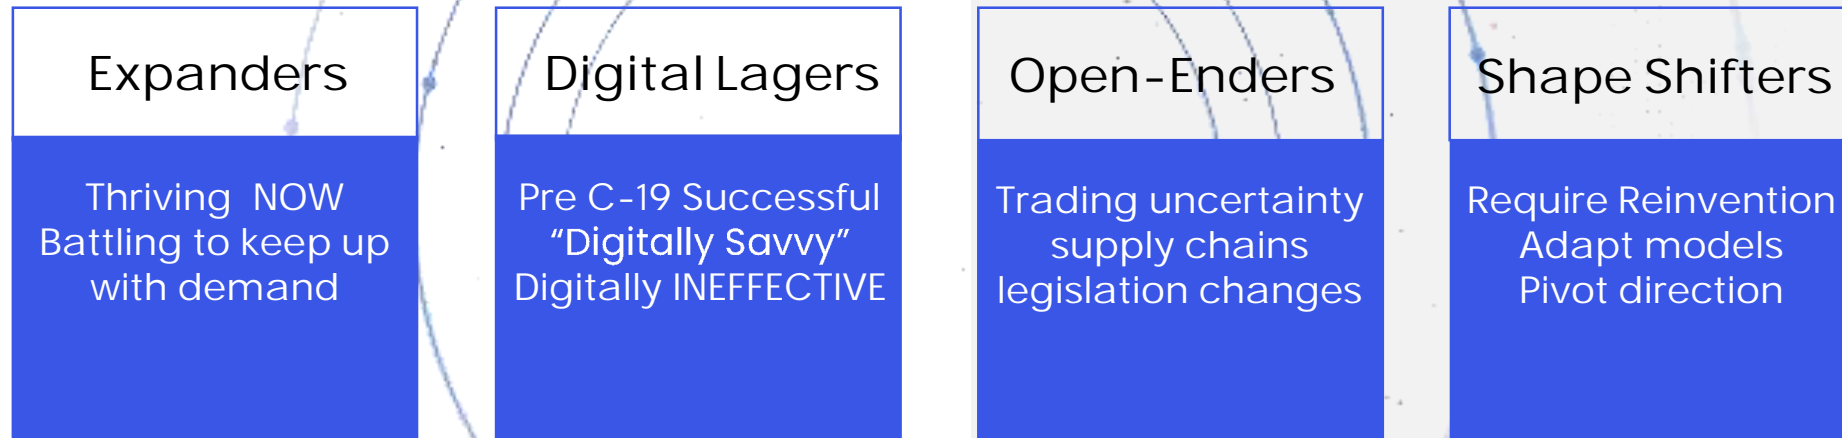 Expanders
Thriving NOW
Battling to keep up
with demand
Digital Lagers
Pre C-19 Successful
“Digitally Savvy”
Digitally INEFFECTIVE
Open-Enders
Trading uncertainty
supply chains
legislation changes
Shape Shifters
Require Reinvention
Adapt models
Pivot direction